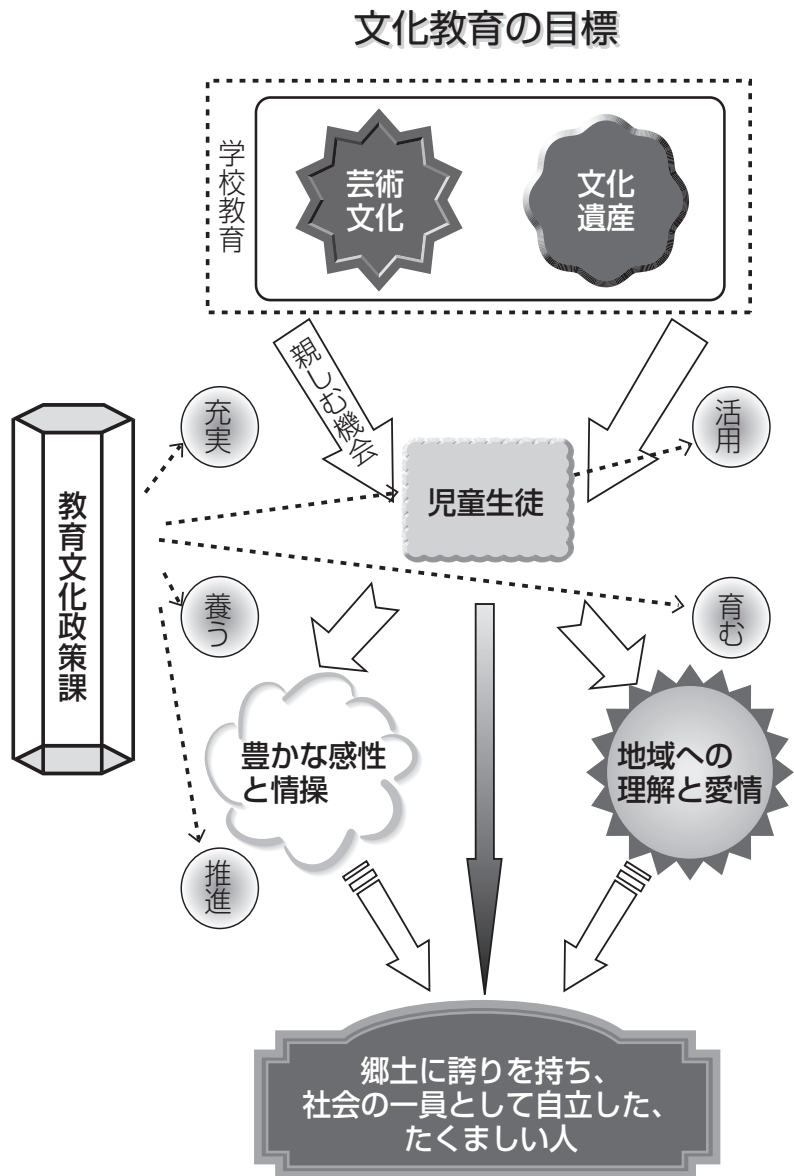 文化教育の目標
学校教育
芸術
文化
文化
遺産
親しむ機会
充実
活用
児童生徒
教育文化政策課
養う
育む
豊かな感性
と情操
地域への
理解と愛情
推進
郷土に誇りを持ち、
社会の一員として自立した、
たくましい人